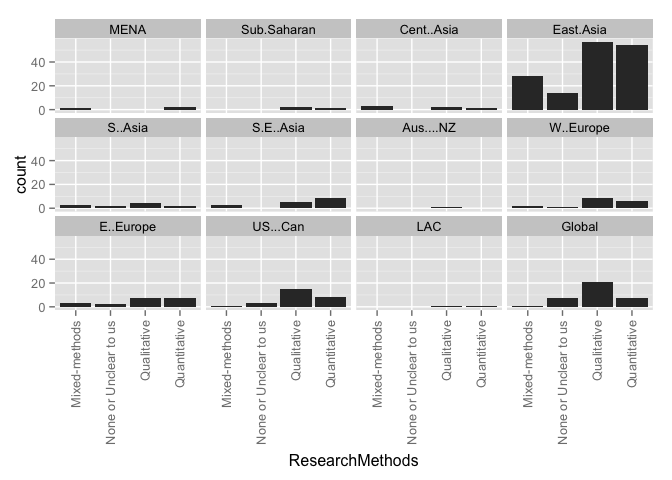 MENA Sub.Saharan Cent..Asia East.Asia
40
20
0
S..Asia S.E..Asia Aus....NZ W..Europe
40
20
0
E..Europe US...Can LAC Global
40
20
0
count
Mixed-methods None or Unclear to us Qualitative Quantitative Mixed-methods None or Unclear to us Qualitative Quantitative Mixed-methods None or Unclear to us Qualitative Quantitative Mixed-methods None or Unclear to us Qualitative Quantitative
ResearchMethods